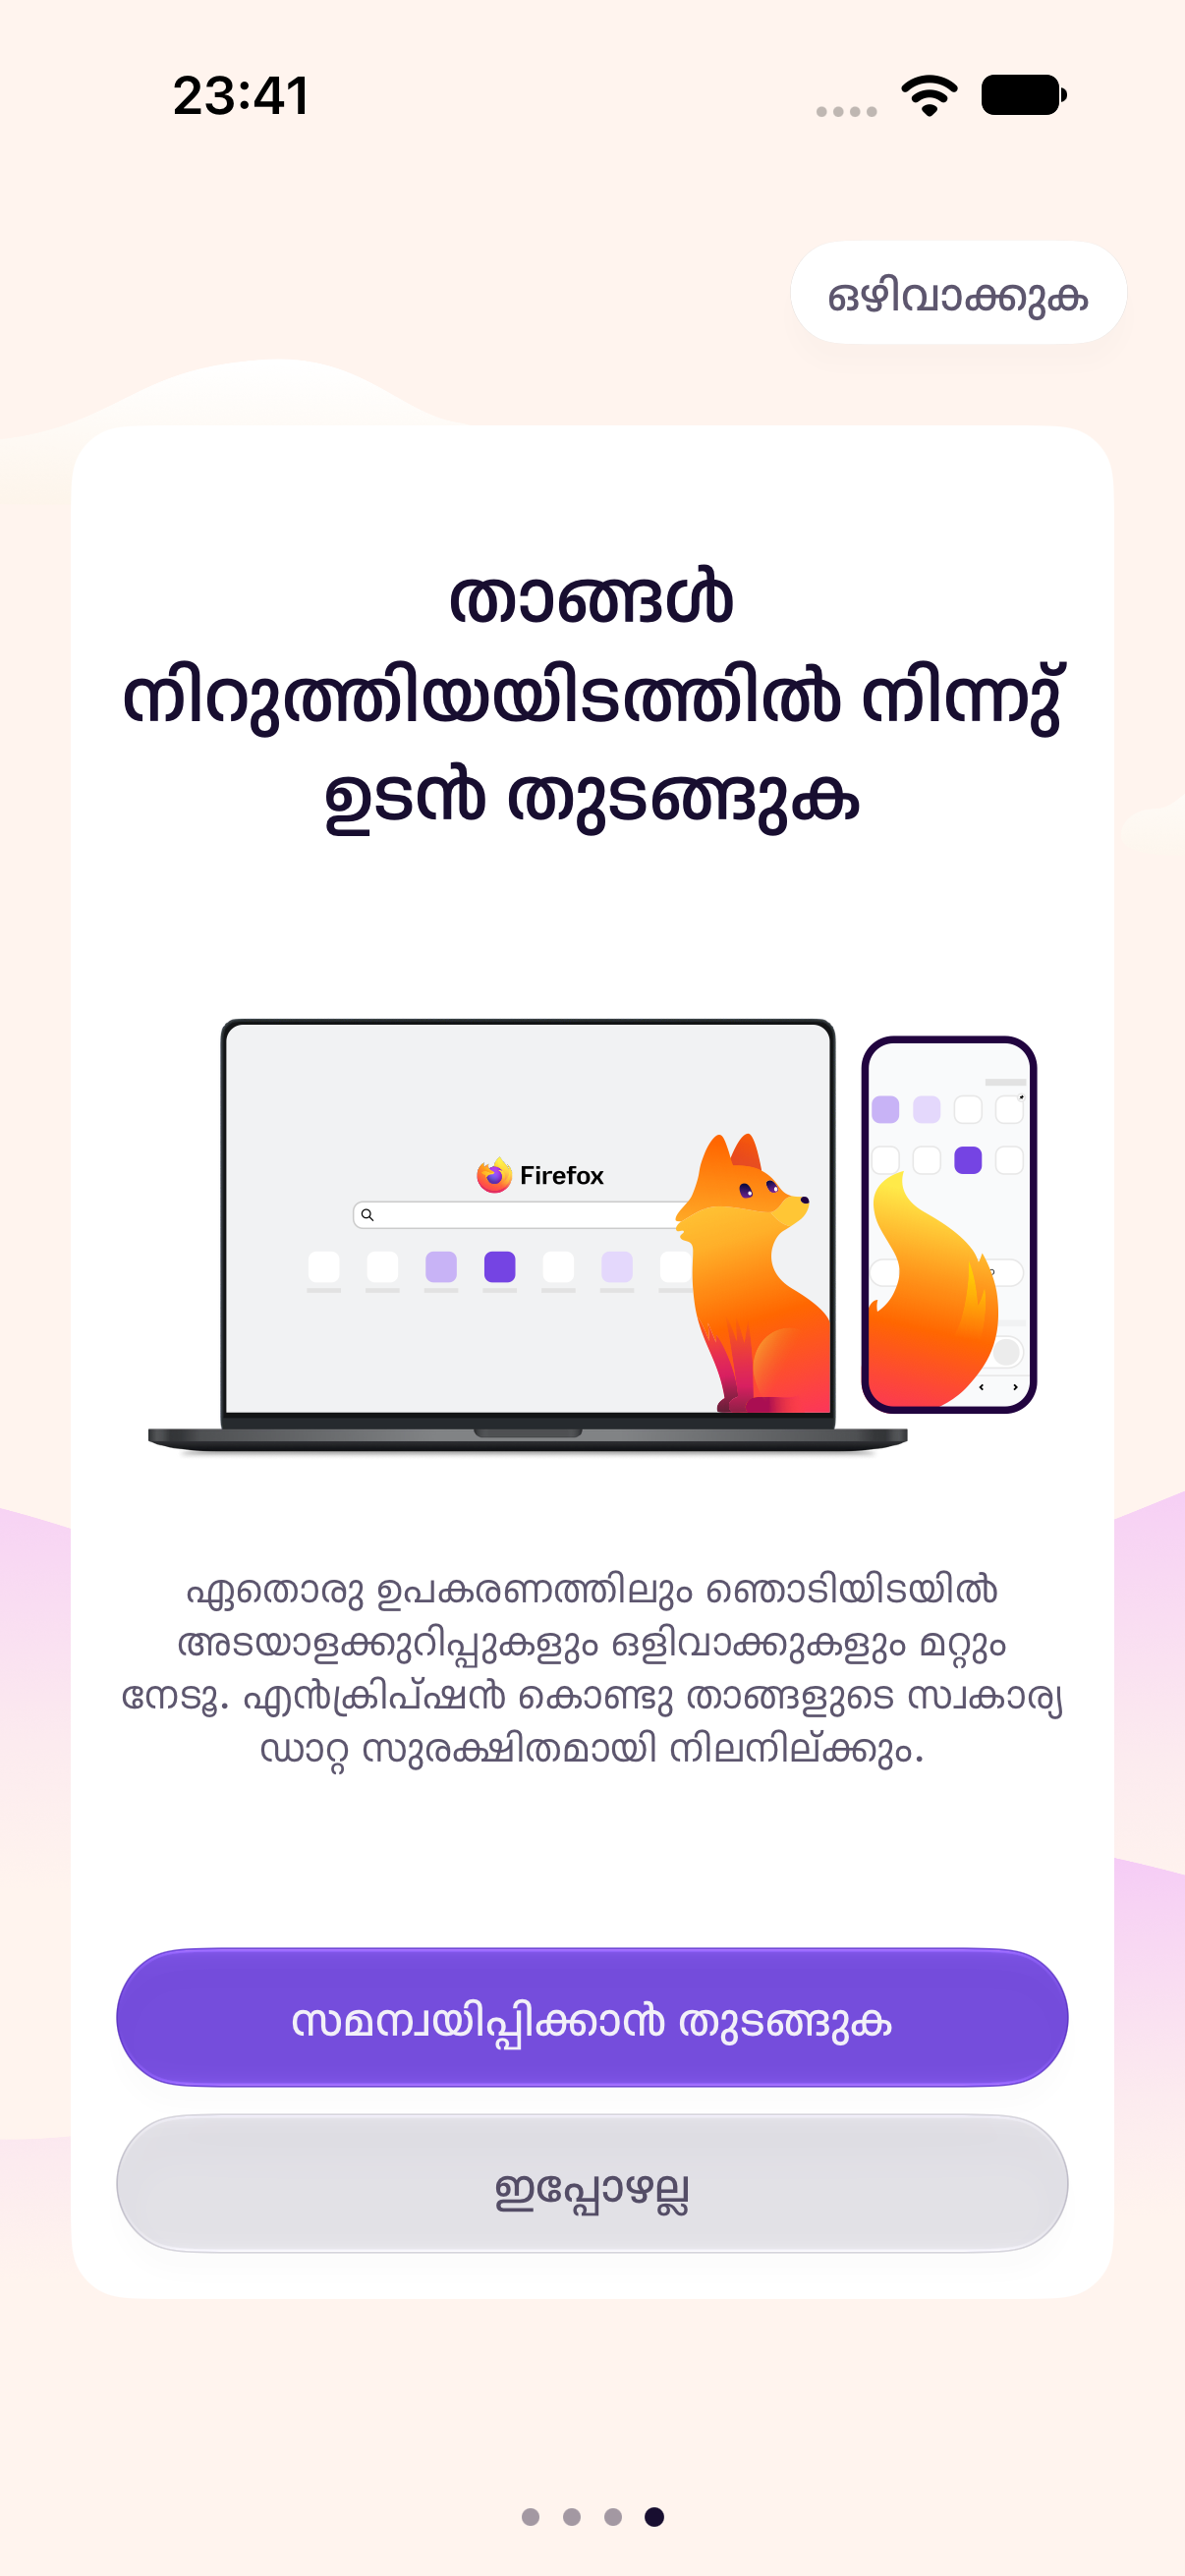 23:41
ഒഴിവാക്കുക
താങ്ങൾ
നിറുത്തിയയിടത്തിൽ നിന്നു്
ഉടൻ തുടങ്ങുക
Firefox
ഏതൊരു ഉപകരണത്തിലും ഞൊടിയിടയിൽ
അടയാളക്കുറിപ്പുകളും ഒളിവാക്കുകളും മറ്റും
നേടൂ. എൻക്രിപ്ഷൻ കൊണ്ടു താങ്ങളുടെ സ്വകാര്യ
ഡാറ്റ സുരക്ഷിതമായി നിലനില്ക്കും.
സമന്വയിപ്പിക്കാൻ തുടങ്ങുക
ഇപ്പോഴല്ല